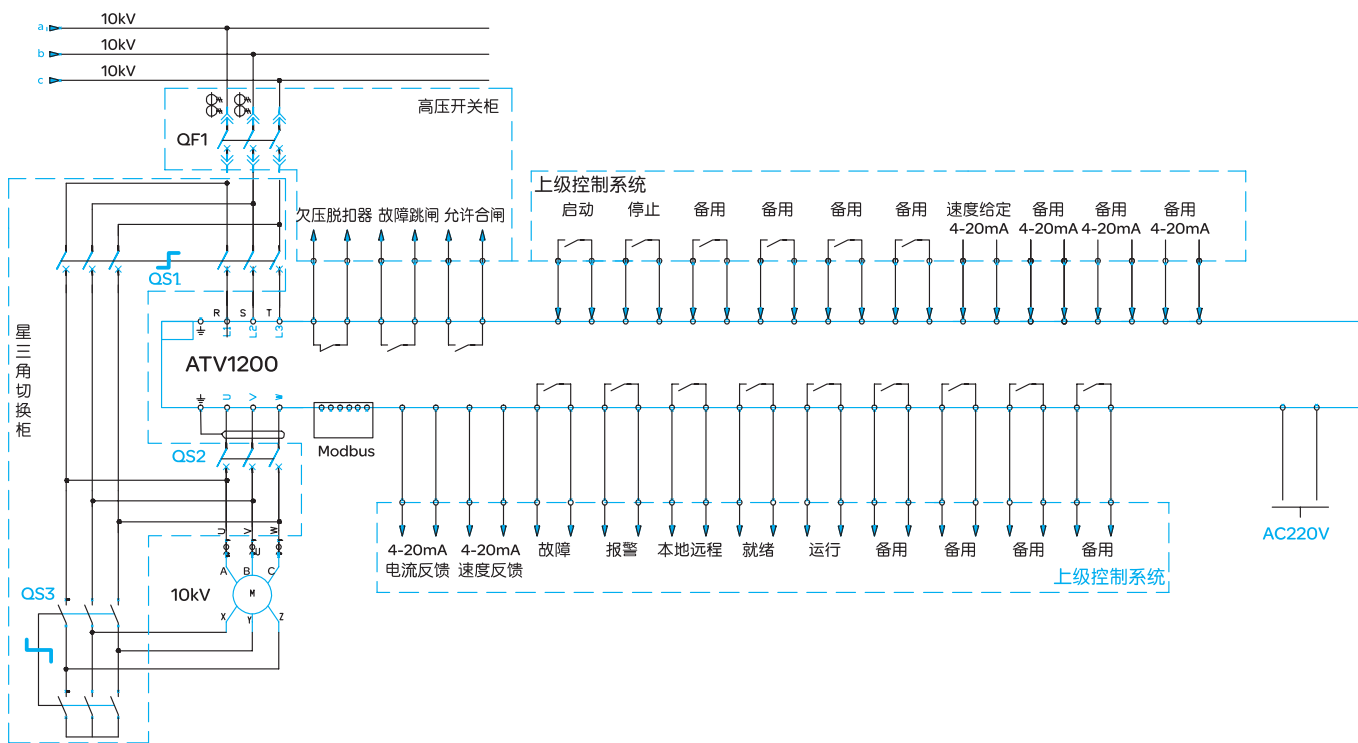 a
10kV
b
10kV
c
10kV
高压开关柜
QF1
上级控制系统
欠压脱扣器 故障跳闸 允许合闸
启动 停止 备用 备用 备用 备用 速度给定 备用 备用 备用
4-20mA 4-20mA 4-20mA 4-20mA
QS1
R S T
L1 L2 L3
ATV1200
星三角切换柜
U V W
Modbus
QS2
U V W
4-20mA 4-20mA 故障 报警 本地远程 就绪 运行 备用 备用 备用 备用
电流反馈 速度反馈
上级控制系统
AC220V
A B C
QS3
10kV
M
X Y Z